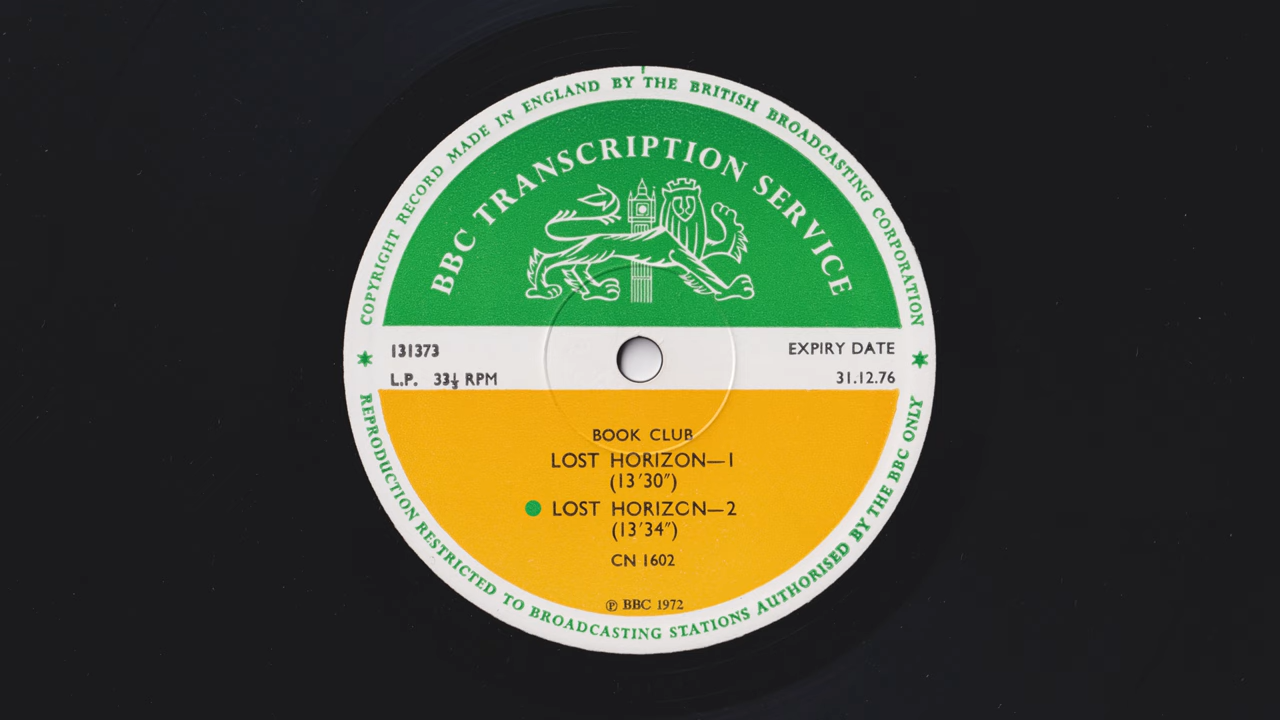 COPYRIGHT RECORD MADE IN ENGLAND BY THE BRITISH BROADCASTING CORPORATION
BBC TRANSCRIPTION SERVICE
131373
EXPIRY DATE
L.P. 33⅓ RPM
31.12.76
BOOK CLUB
LOST HORIZON—1
(13′30″)
LOST HORIZON—2
(13′34″)
CN 1602
℗ BBC 1972
REPRODUCTION RESTRICTED TO BROADCASTING STATIONS AUTHORISED BY THE BBC ONLY